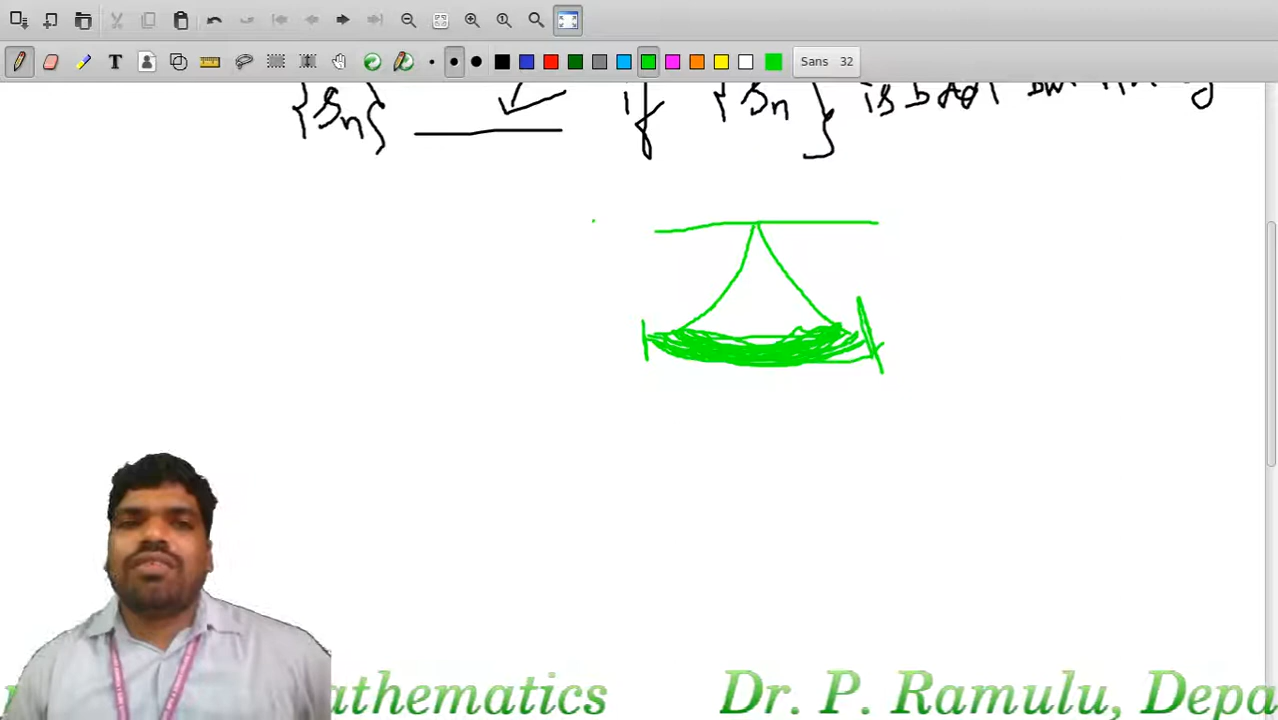 Sans 32
{Sn} if {Sn} is
athematics Dr. P. Ramulu, Depa